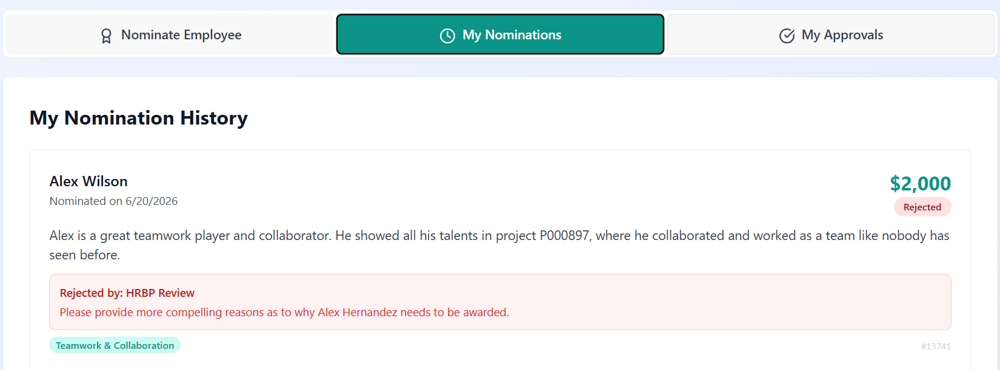 Nominate Employee
My Nominations
My Approvals
My Nomination History
Alex Wilson
$2,000
Nominated on 6/20/2026
Rejected
Alex is a great teamwork player and collaborator. He showed all his talents in project P000897, where he collaborated and worked as a team like nobody has
seen before.
Rejected by: HRBP Review
Please provide more compelling reasons as to why Alex Hernandez needs to be awarded.
Teamwork & Collaboration
#13741